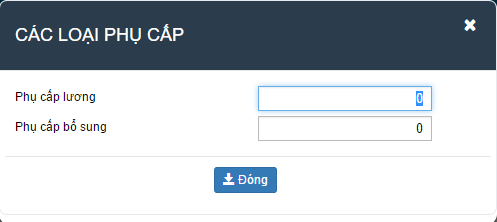 CÁC LOẠI PHỤ CẤP
Phụ cấp lương 0
Phụ cấp bổ sung 0
Đóng